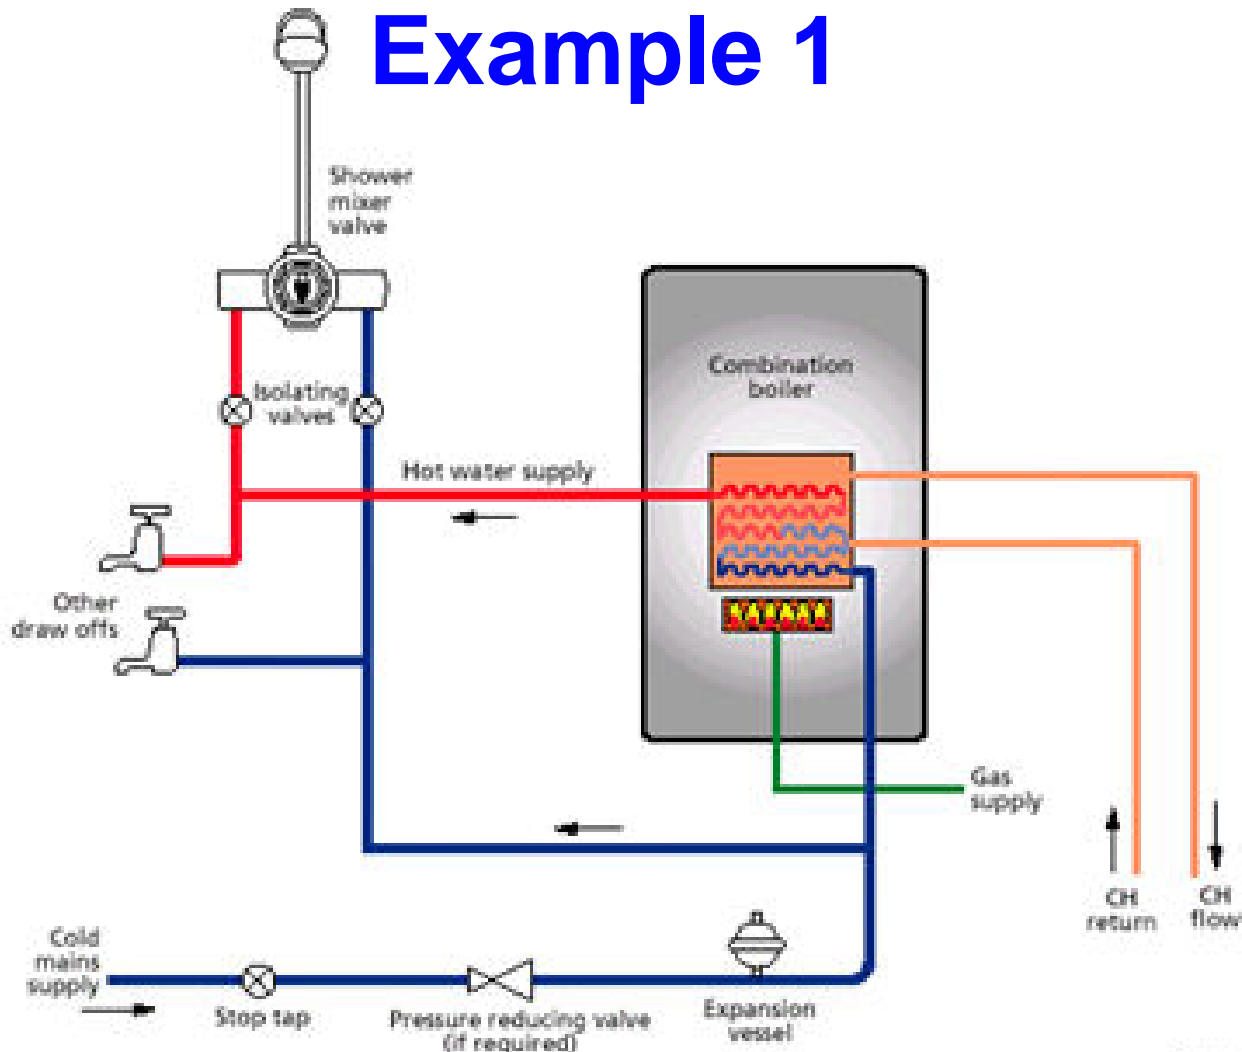 Example 1
Shower
mixer
valve
Isolating
valves
Combination
boiler
Hot water supply
Other
draw offs
Gas
supply
CH
return
CH
flow
Cold
mains
supply
Stop tap
Pressure reducing valve
(if required)
Expansion
vessel